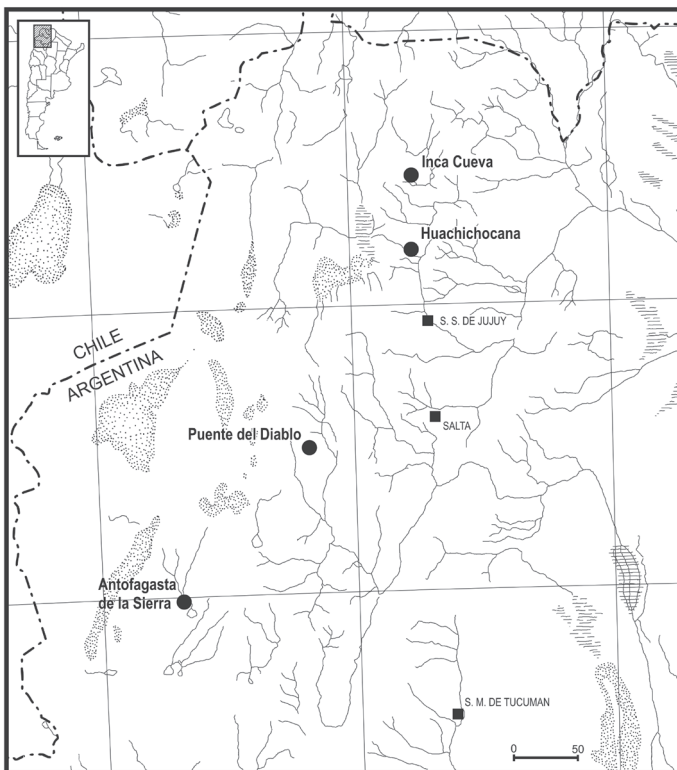 Inca Cueva
Huachichocana
S. S. DE JUJUY
CHILE
ARGENTINA
SALTA
Puente del Diablo
Antofagasta
de la SIerra
S. M. DE TUCUMAN
0 50